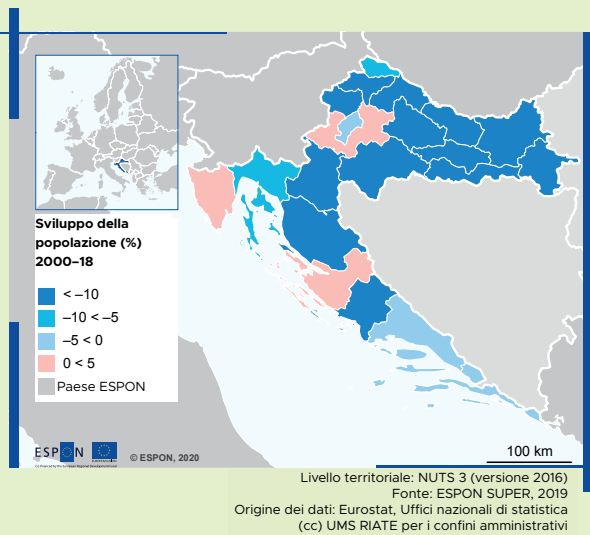 Sviluppo della
popolazione (%)
2000–18
< –10
–10 < –5
–5 < 0
0 < 5
Paese ESPON
ESPON
© ESPON, 2020
100 km
Livello territoriale: NUTS 3 (versione 2016)
Fonte: ESPON SUPER, 2019
Origine dei dati: Eurostat, Uffici nazionali di statistica
(cc) UMS RIATE per i confini amministrativi